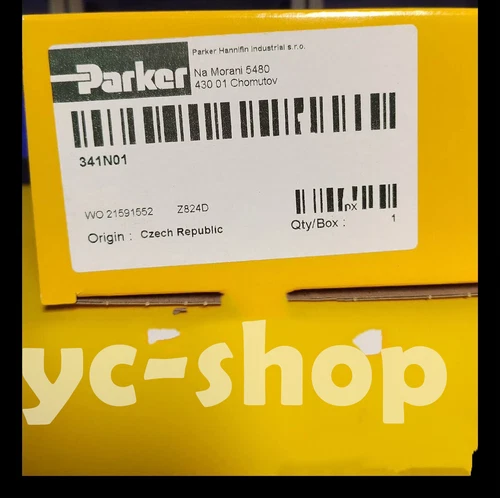 Parker
Parker Hannifin Industrial s.r.o.
Na Morani 5480
430 01 Chomutov
341N01
WO 21591552 Z824D
Origin : Czech Republic
Qty/Box : 1
yc-shop